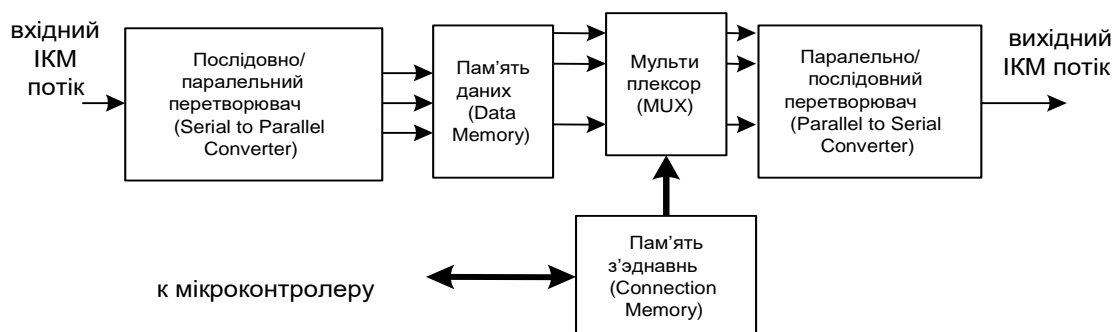 вхідний
ІКМ
потік
Послідовно/
паралельний
перетворювач
(Serial to Parallel
Converter)
Пам’ять
даних
(Data
Memory)
Мульти
плексор
(MUX)
Паралельно/
послідовний
перетворювач
(Parallel to Serial
Converter)
вихідний
ІКМ потік
Пам’ять
з’эднавнь
(Connection
Memory)
к мікроконтролеру